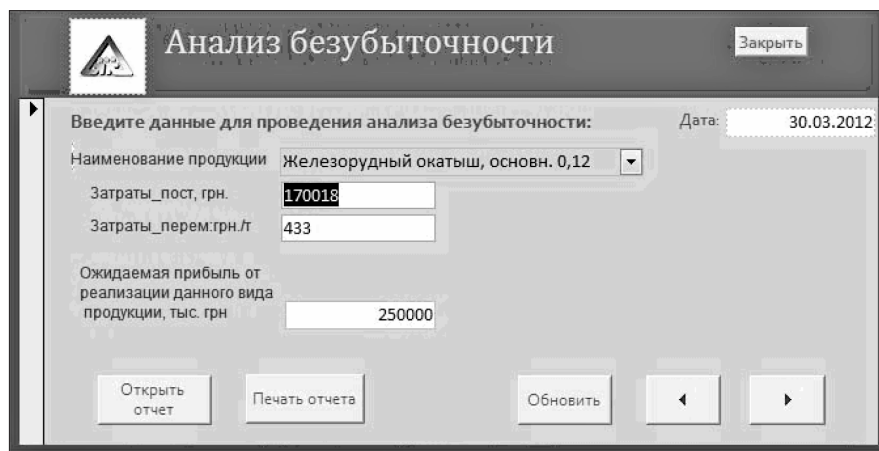 Анализ безубыточности
Закрыть
Введите данные для проведения анализа безубыточности:
Дата: 30.03.2012
Наименование продукции Железорудный окатыш, основн. 0,12
Затраты_пост, грн. 170018
Затраты_перем:грн./т 433
Ожидаемая прибыль от
реализации данного вида
продукции, тыс. грн 250000
Открыть
отчет
Печать отчета
Обновить